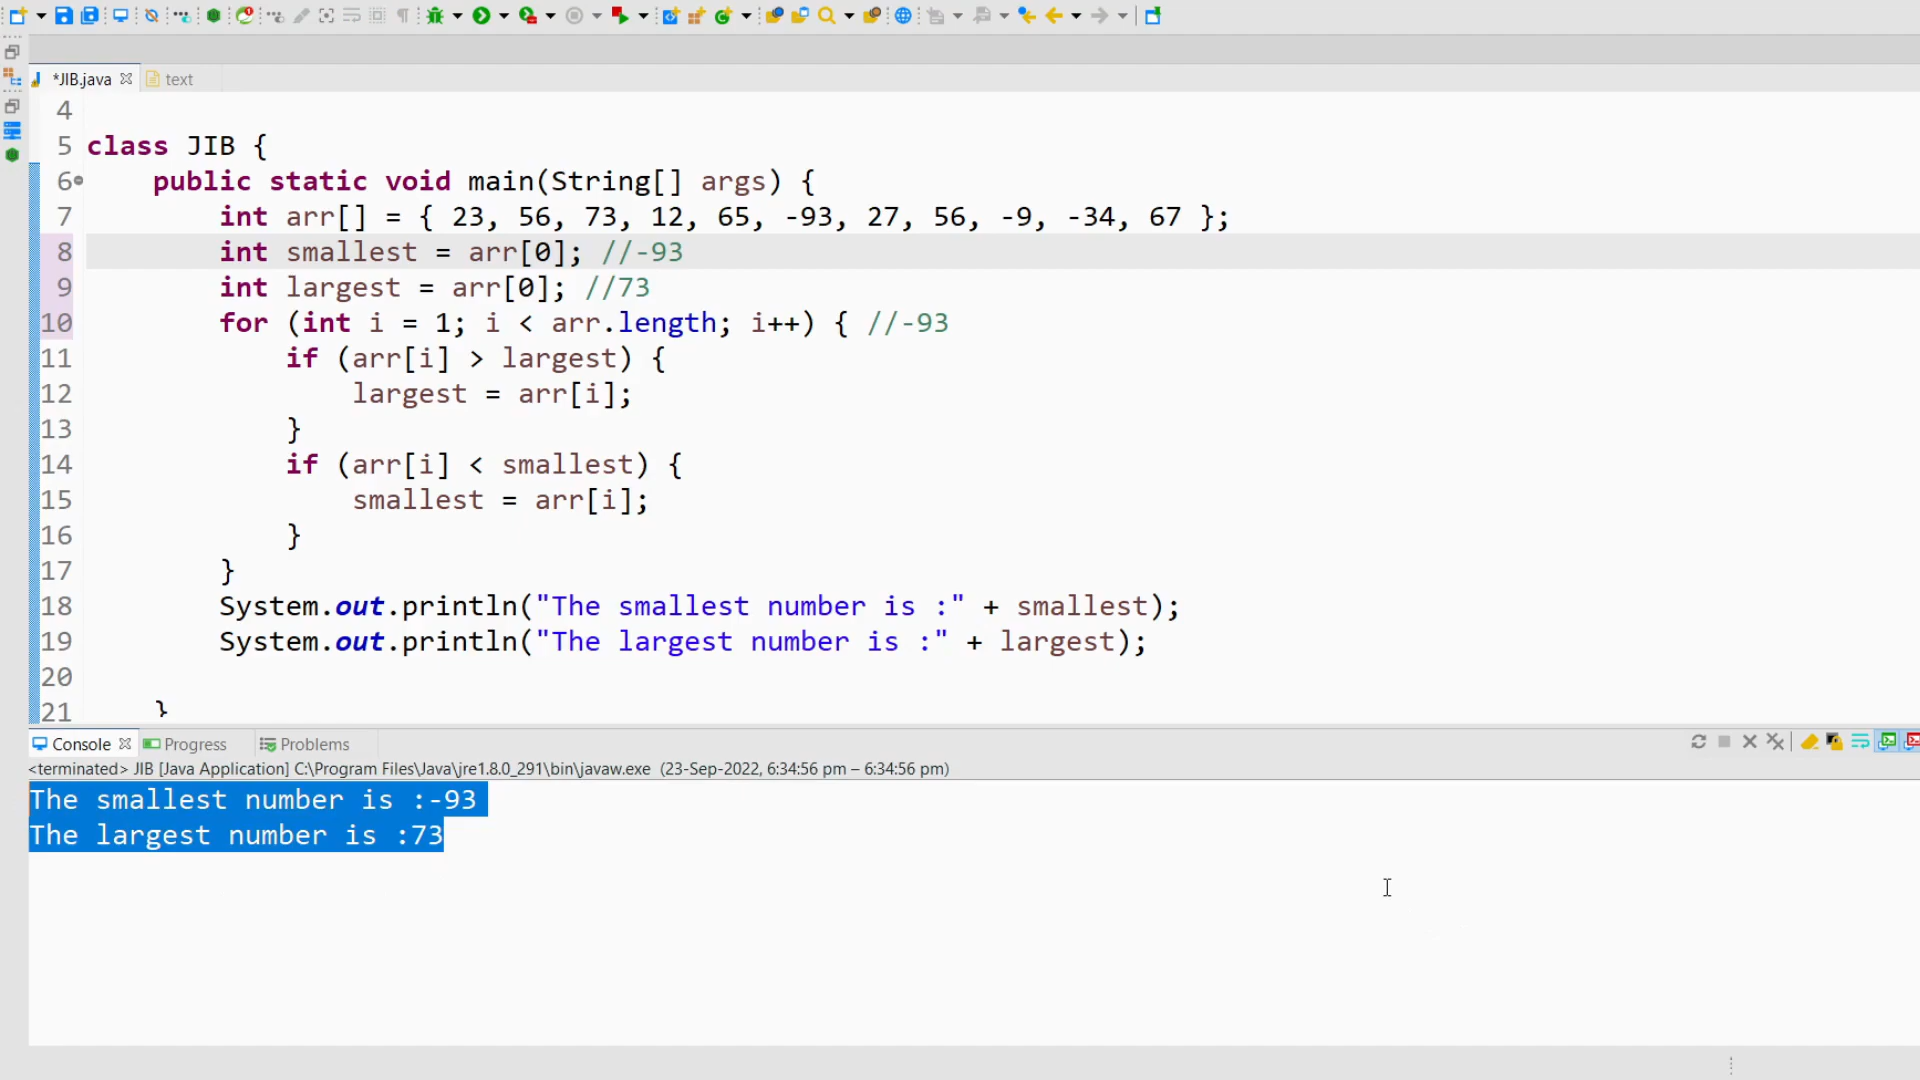 *JIB.java
text
4
5 class JIB {
6 public static void main(String[] args) {
7 int arr[] = { 23, 56, 73, 12, 65, -93, 27, 56, -9, -34, 67 };
8 int smallest = arr[0]; //-93
9 int largest = arr[0]; //73
10 for (int i = 1; i < arr.length; i++) { //-93
11 if (arr[i] > largest) {
12 largest = arr[i];
13 }
14 if (arr[i] < smallest) {
15 smallest = arr[i];
16 }
17 }
18 System.out.println("The smallest number is :" + smallest);
19 System.out.println("The largest number is :" + largest);
20
21 }
Console Progress Problems
<terminated> JIB [Java Application] C:\Program Files\Java\jre1.8.0_291\bin\javaw.exe (23-Sep-2022, 6:34:56 pm – 6:34:56 pm)
The smallest number is :-93
The largest number is :73